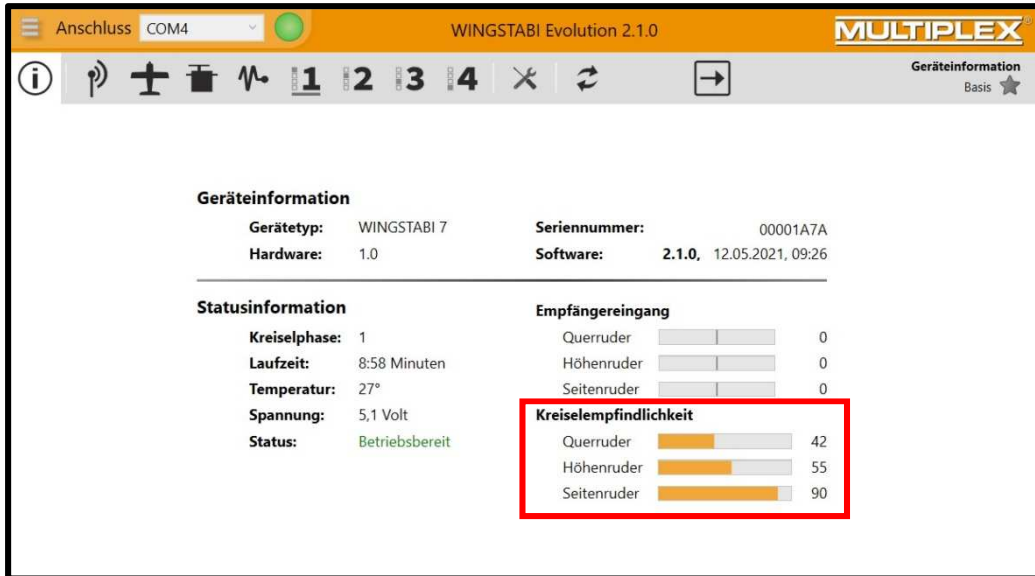 Anschluss COM4 WINGSTABI Evolution 2.1.0 MULTIPLEX®
1 2 3 4 Geräteinformation
Basis
Geräteinformation
Gerätetyp: WINGSTABI 7 Seriennummer: 00001A7A
Hardware: 1.0 Software: 2.1.0, 12.05.2021, 09:26
Statusinformation Empfängereingang
Kreiselphase: 1 Querruder 0
Laufzeit: 8:58 Minuten Höhenruder 0
Temperatur: 27° Seitenruder 0
Spannung: 5,1 Volt Kreiselempfindlichkeit
Status: Betriebsbereit Querruder 42
Höhenruder 55
Seitenruder 90